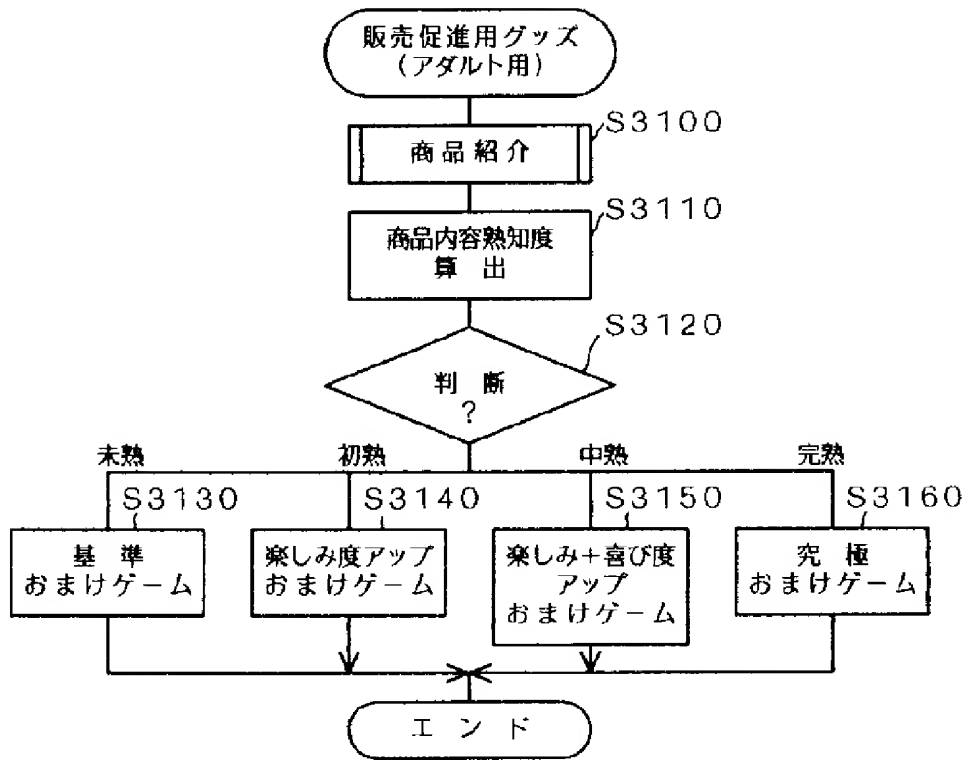 販売促進用グッズ
(アダルト用)
S3100
商品紹介
S3110
商品内容熟知度
算出
S3120
判断
?
未熟
初熟
中熟
完熟
S3130
S3140
S3150
S3160
基準
おまけゲーム
楽しみ度アップ
おまけゲーム
楽しみ+喜び度
アップ
おまけゲーム
究極
おまけゲーム
エンド